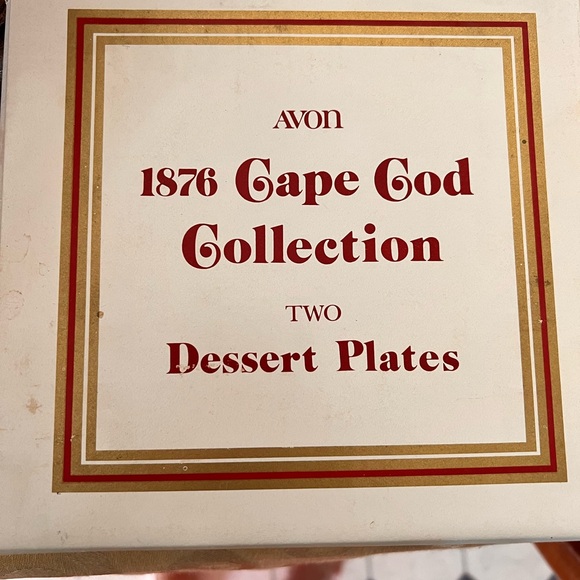 AVON
1876 Cape Cod
Collection
TWO
Dessert Plates